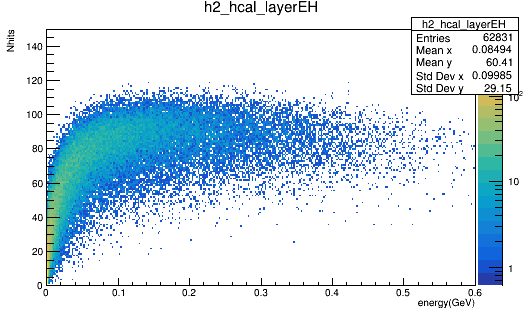 h2_hcal_layerEH
h2_hcal_layerEH
Entries 62831
Mean x 0.08494
Mean y 60.41
Std Dev x 0.09985
Std Dev y 29.15
Nhits
140
120
100
80
60
40
20
0
0 0.1 0.2 0.3 0.4 0.5 0.6
energy(GeV)
10²
10
1